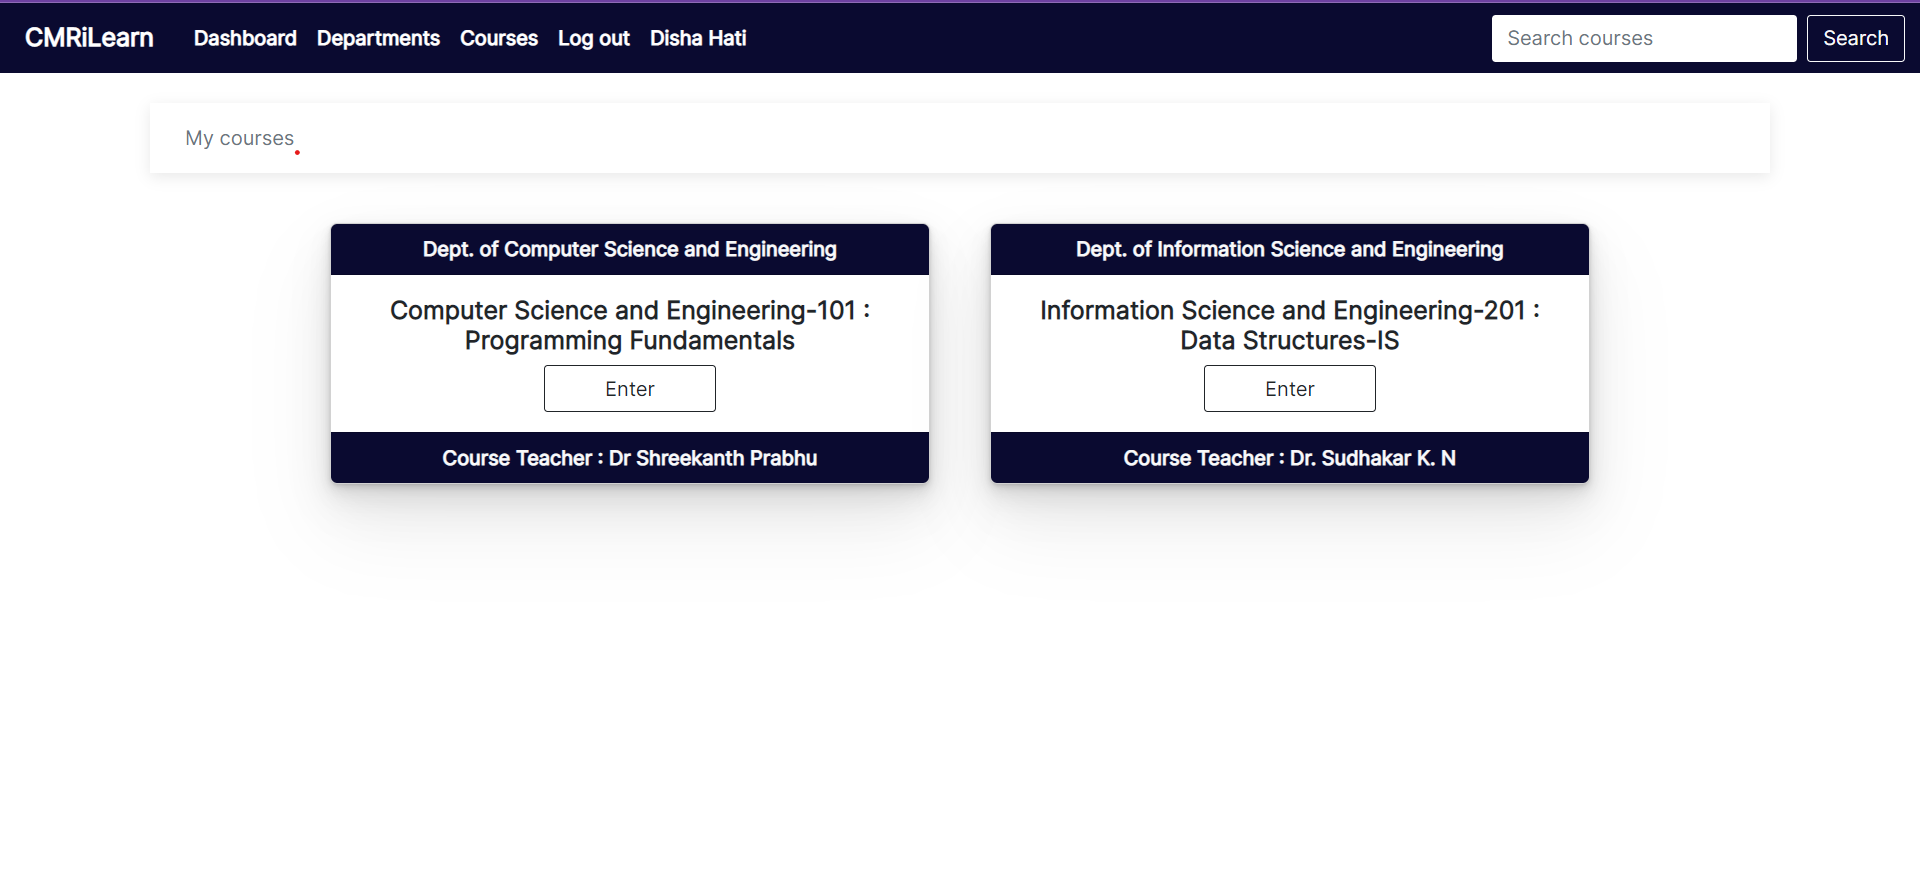 CMRiLearn Dashboard Departments Courses Log out Disha Hati Search courses Search
My courses
Dept. of Computer Science and Engineering
Computer Science and Engineering-101 :
Programming Fundamentals
Enter
Course Teacher : Dr Shreekanth Prabhu
Dept. of Information Science and Engineering
Information Science and Engineering-201 :
Data Structures-IS
Enter
Course Teacher : Dr. Sudhakar K. N